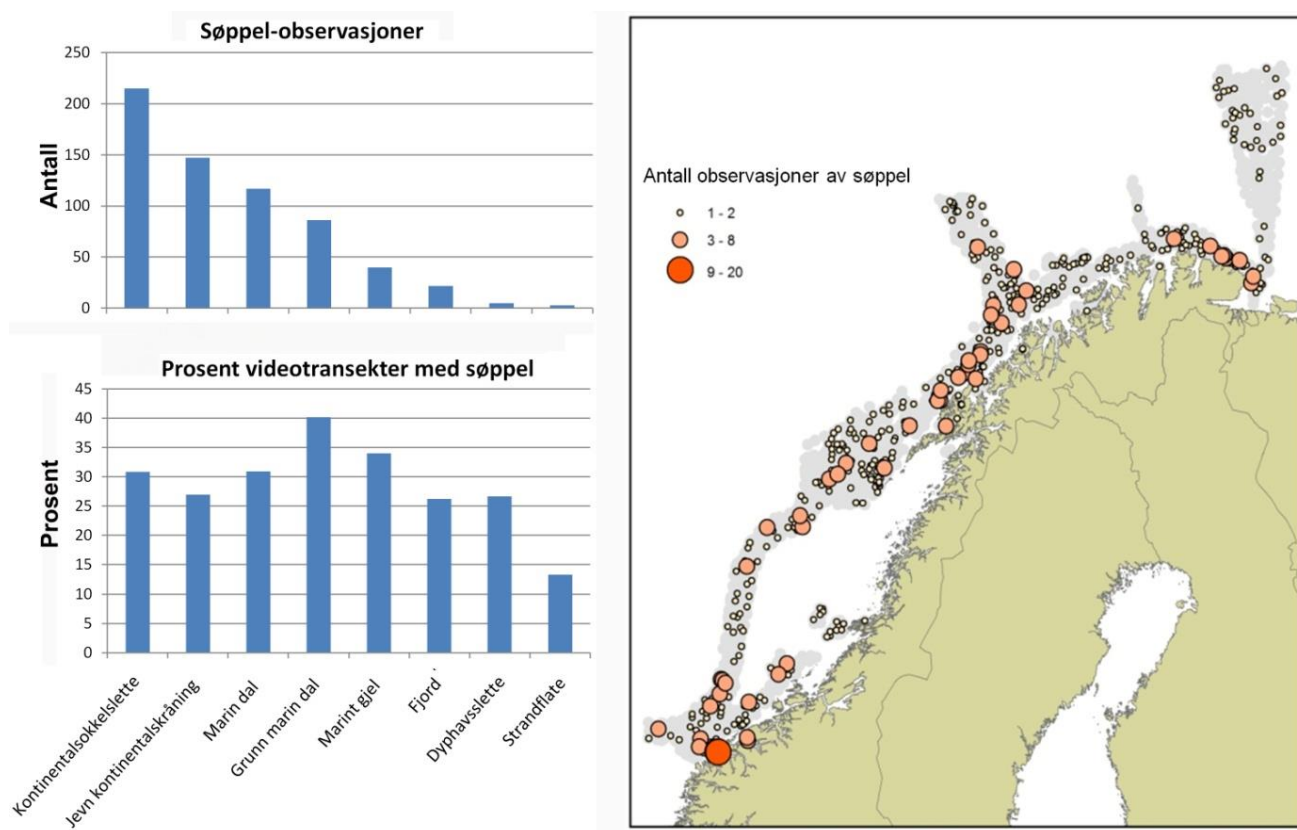 Søppel-observasjoner
Antall
250
200
150
100
50
0
Prosent videotransekter med søppel
Prosent
45
40
35
30
25
20
15
10
5
0
Kontinentalsokkelslette
Jevn kontinentalskråning
Marin dal
Grunn marin dal
Marint gjel
Fjord
Dyphavsslette
Strandflate
Antall observasjoner av søppel
1 - 2
3 - 8
9 - 20